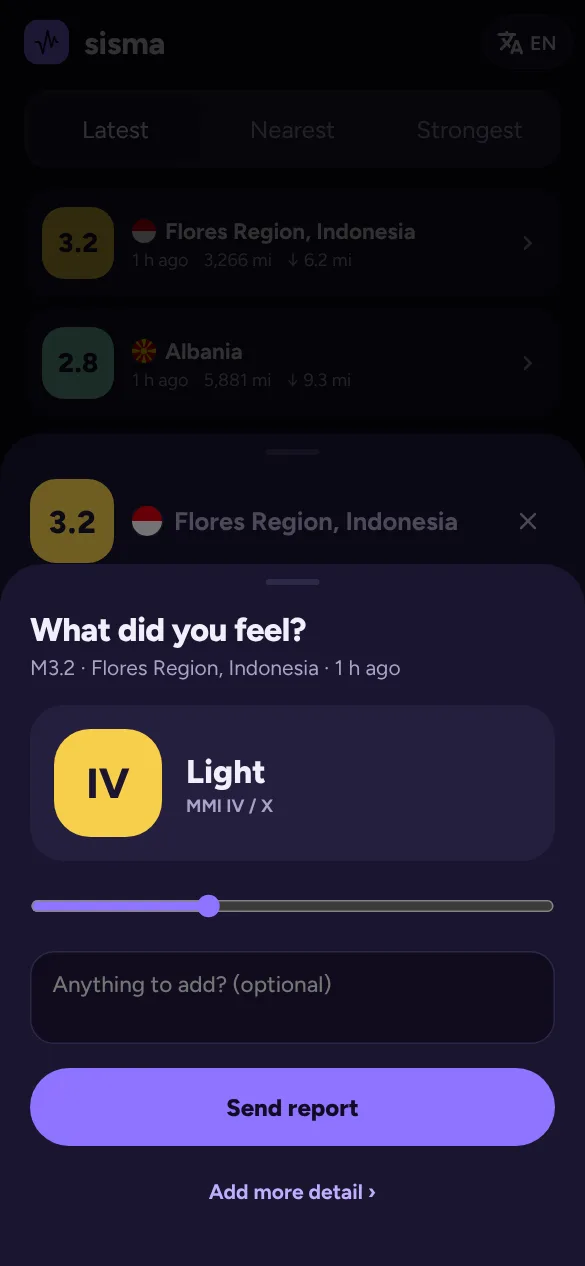 sisma
EN
Latest Nearest Strongest
3.2
Flores Region, Indonesia
1 h ago 3,266 mi ↓ 6.2 mi
2.8
Albania
1 h ago 5,881 mi ↓ 9.3 mi
3.2
Flores Region, Indonesia
What did you feel?
M3.2 · Flores Region, Indonesia · 1 h ago
IV
Light
MMI IV / X
Anything to add? (optional)
Send report
Add more detail ›